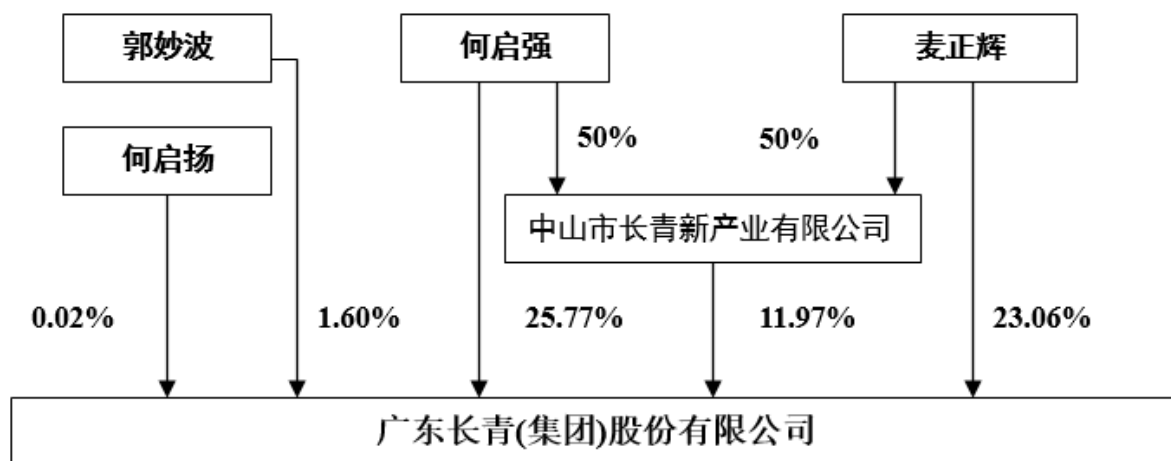 郭妙波
何启强
麦正辉
何启扬
50%
50%
中山市长青新产业有限公司
0.02%
1.60%
25.77%
11.97%
23.06%
广东长青(集团)股份有限公司